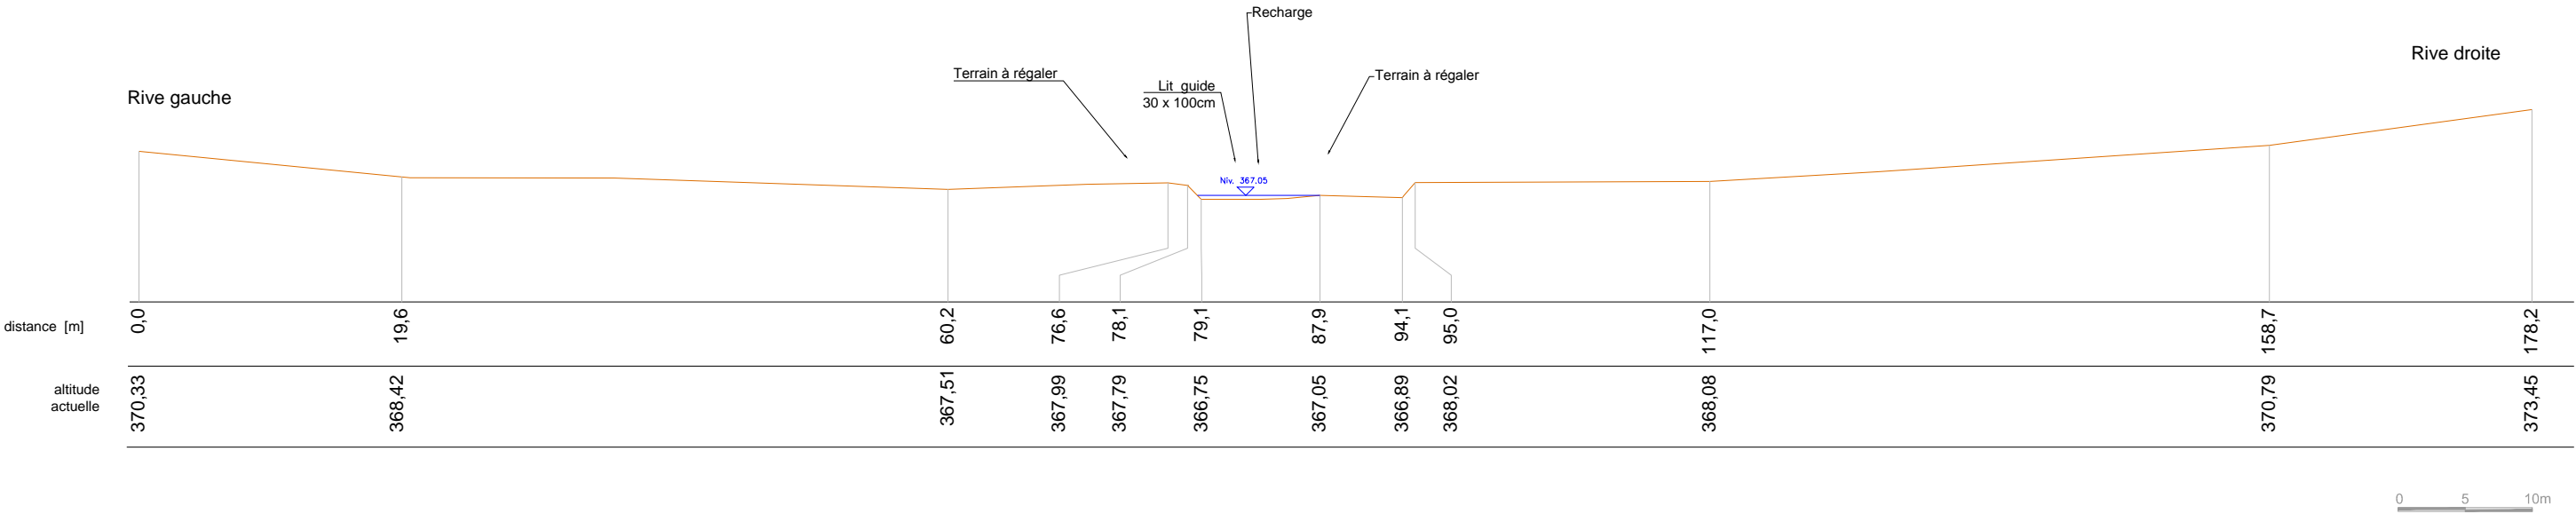 Recharge
Rive droite
Terrain à régaler
Terrain à régaler
Lit guide
30 x 100cm
Rive gauche
Niv. 367.05
distance [m]
0,0
19,6
60,2
76,6
78,1
79,1
87,9
94,1
95,0
117,0
158,7
178,2
altitude
actuelle
370,33
368,42
367,51
367,99
367,79
366,75
367,05
366,89
368,02
368,08
370,79
373,45
0 5 10m